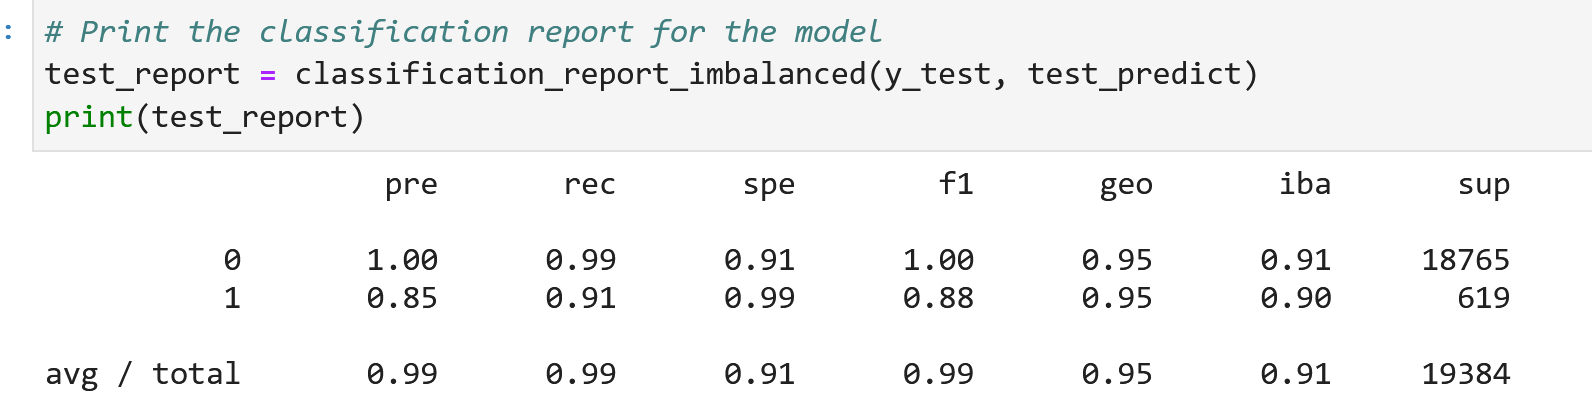 :
# Print the classification report for the model
test_report = classification_report_imbalanced(y_test, test_predict)
print(test_report)
pre rec spe f1 geo iba sup
0 1.00 0.99 0.91 1.00 0.95 0.91 18765
1 0.85 0.91 0.99 0.88 0.95 0.90 619
avg / total 0.99 0.99 0.91 0.99 0.95 0.91 19384